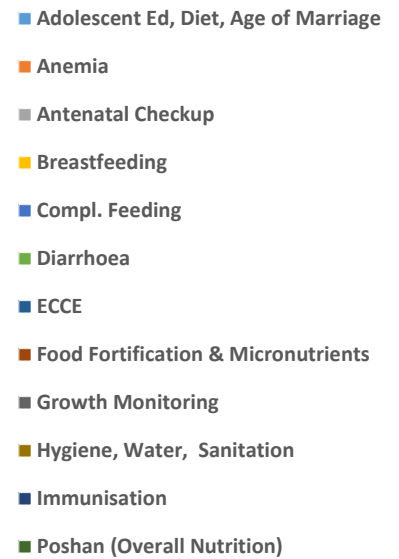 Adolescent Ed, Diet, Age of Marriage
Anemia
Antenatal Checkup
Breastfeeding
Compl. Feeding
Diarrhoea
ECCE
Food Fortification & Micronutrients
Growth Monitoring
Hygiene, Water, Sanitation
Immunisation
Poshan (Overall Nutrition)